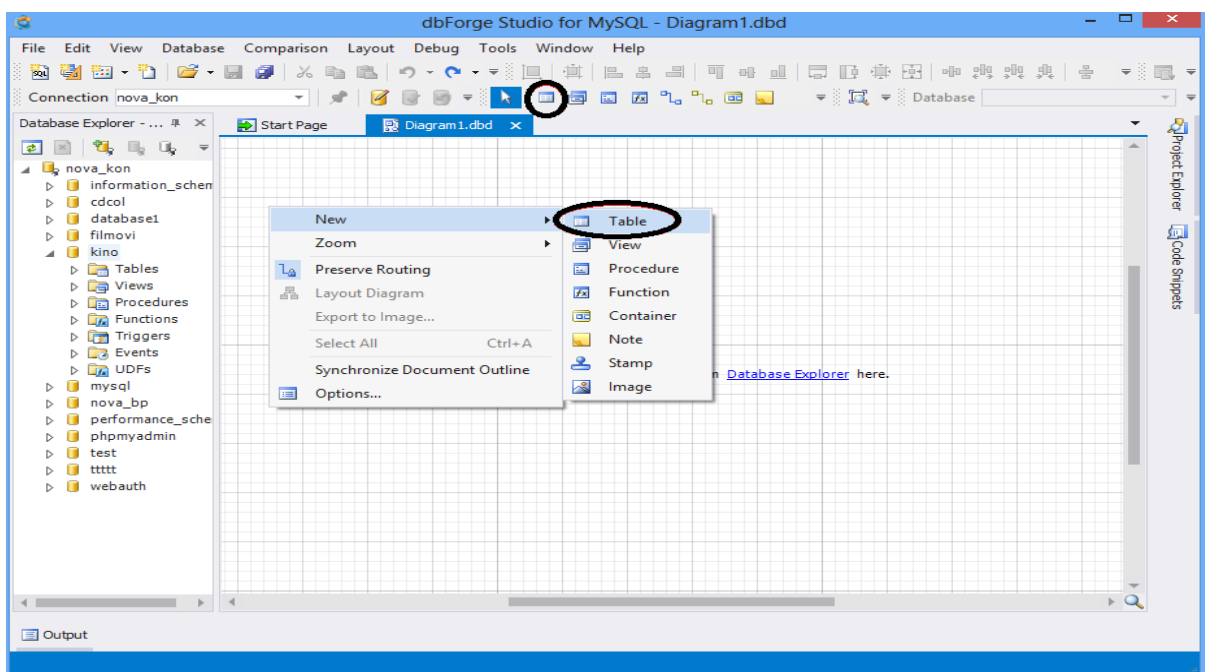 dbForge Studio for MySQL - Diagram1.dbd
File Edit View Database Comparison Layout Debug Tools Window Help
Connection nova_kon Database
Database Explorer - ...
Start Page Diagram1.dbd
nova_kon
information_schem
cdcol
database1
filmovi
kino
Tables
Views
Procedures
Functions
Triggers
Events
UDFs
mysql
nova_bp
performance_sche
phpmyadmin
test
ttttt
webauth
New
Zoom
Preserve Routing
Layout Diagram
Export to Image...
Select All Ctrl+A
Synchronize Document Outline
Options...
Table
View
Procedure
Function
Container
Note
Stamp
Image
n Database Explorer here.
Project Explorer
Code Snippets
Output